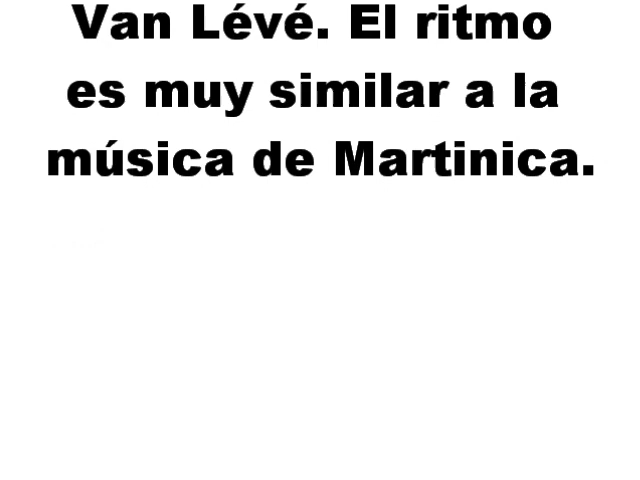 Van Lévé. El ritmo
es muy similar a la
música de Martinica.